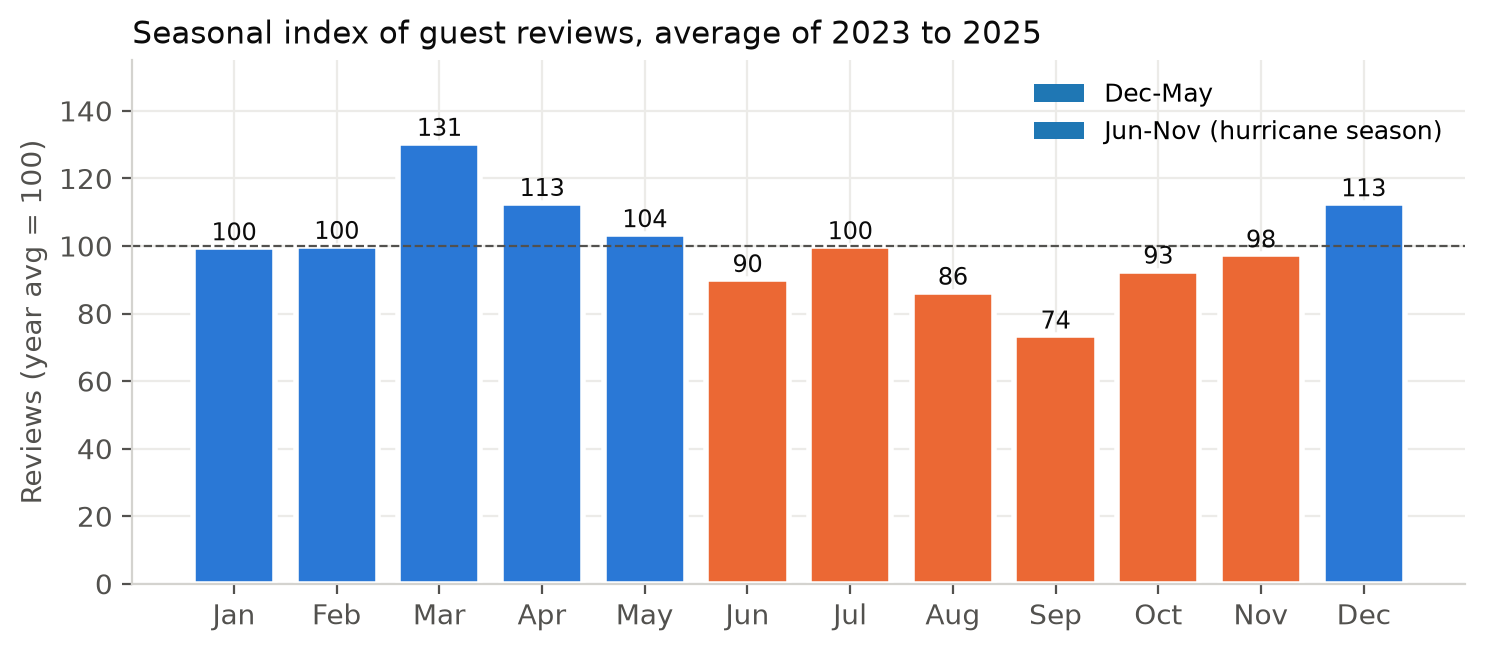 Seasonal index of guest reviews, average of 2023 to 2025
Reviews (year avg = 100)
140
120
100
80
60
40
20
0
Dec-May
Jun-Nov (hurricane season)
100
100
131
113
104
90
100
86
74
93
98
113
Jan
Feb
Mar
Apr
May
Jun
Jul
Aug
Sep
Oct
Nov
Dec